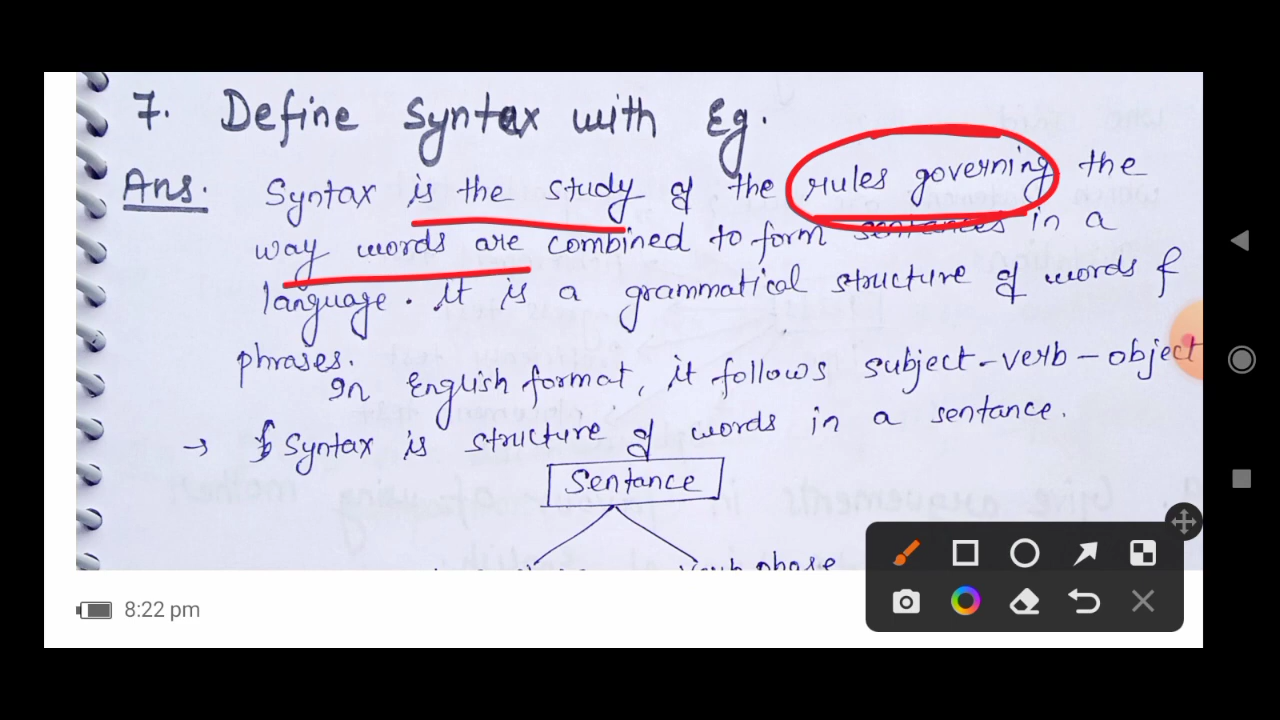 7. Define Syntax with Eg.
Ans. Syntax is the study of the rules governing the
way words are combined to form sentences in a
language. It is a grammatical structure of words &
phrases.
In English format, it follows subject-verb-object
→ Syntax is structure of words in a sentance.
Sentance
phase
8:22 pm